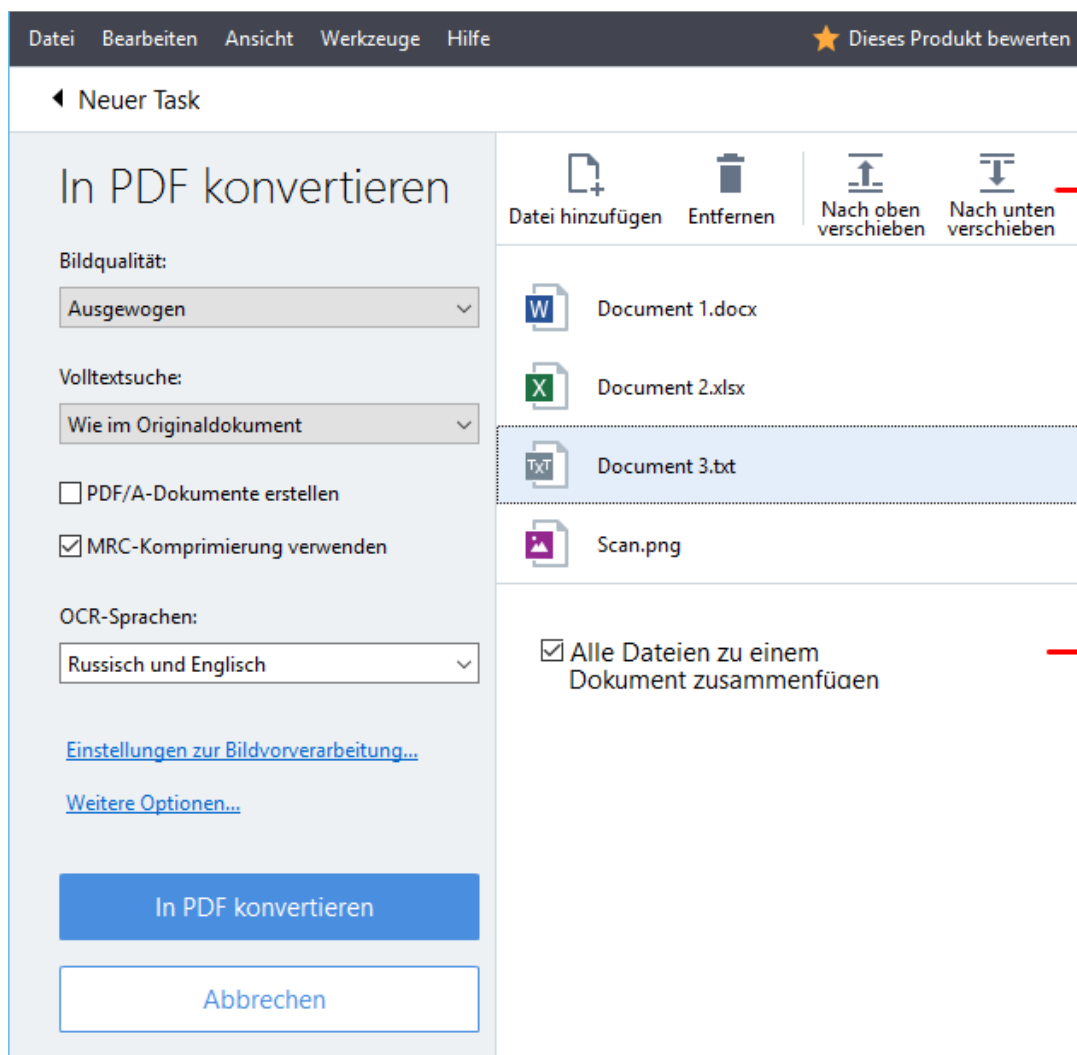 Datei Bearbeiten Ansicht Werkzeuge Hilfe Dieses Produkt bewerten
Neuer Task
In PDF konvertieren
Bildqualität:
Ausgewogen
Volltextsuche:
Wie im Originaldokument
PDF/A-Dokumente erstellen
MRC-Komprimierung verwenden
OCR-Sprachen:
Russisch und Englisch
Einstellungen zur Bildvorverarbeitung...
Weitere Optionen...
In PDF konvertieren
Abbrechen
Datei hinzufügen
Entfernen
Nach oben
verschieben
Nach unten
verschieben
W
Document 1.docx
X
Document 2.xlsx
TXT
Document 3.txt
Scan.png
Alle Dateien zu einem
Dokument zusammenfügen